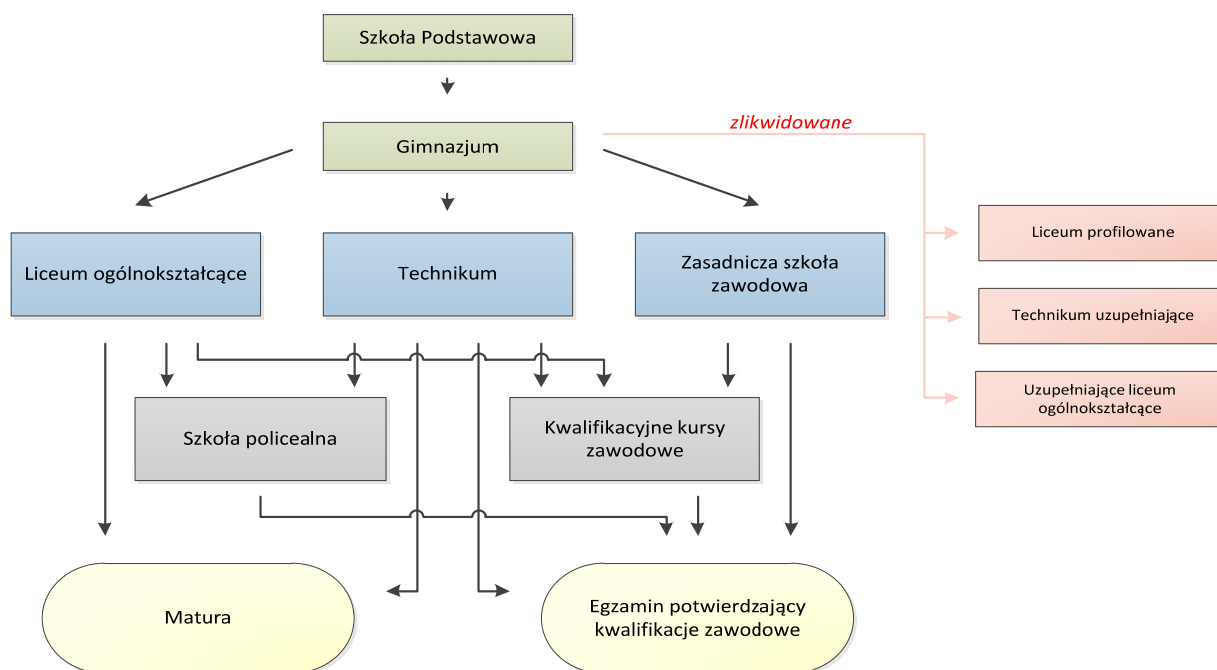 Szkoła Podstawowa
zlikwidowane
Gimnazjum
Liceum ogólnokształcące
Technikum
Zasadnicza szkoła
zawodowa
Liceum profilowane
Technikum uzupełniające
Uzupełniające liceum
ogólnokształcące
Szkoła policealna
Kwalifikacyjne kursy
zawodowe
Matura
Egzamin potwierdzający
kwalifikacje zawodowe